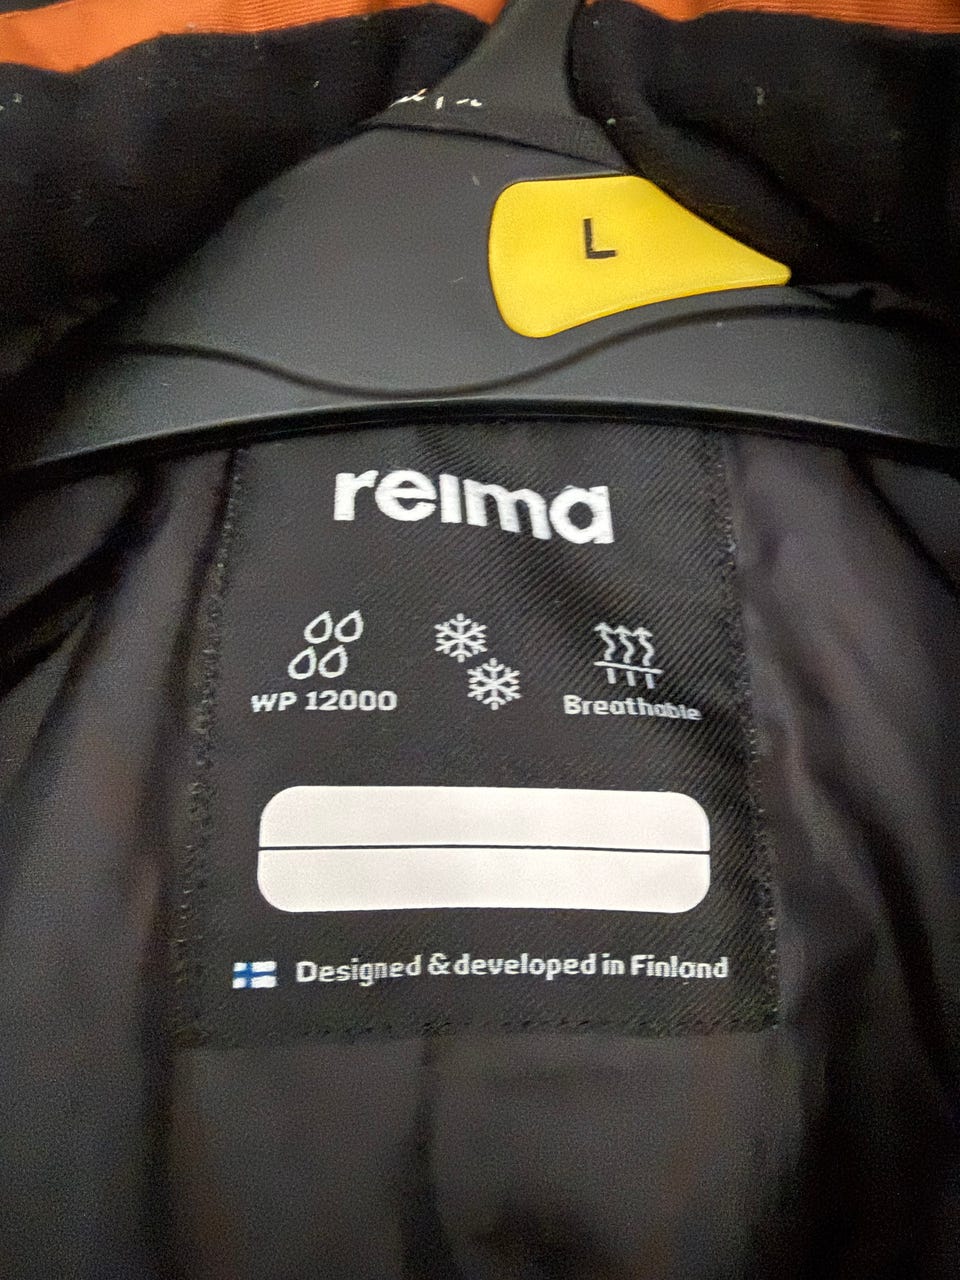 L
reima
WP 12000
Breathable
Designed & developed in Finland